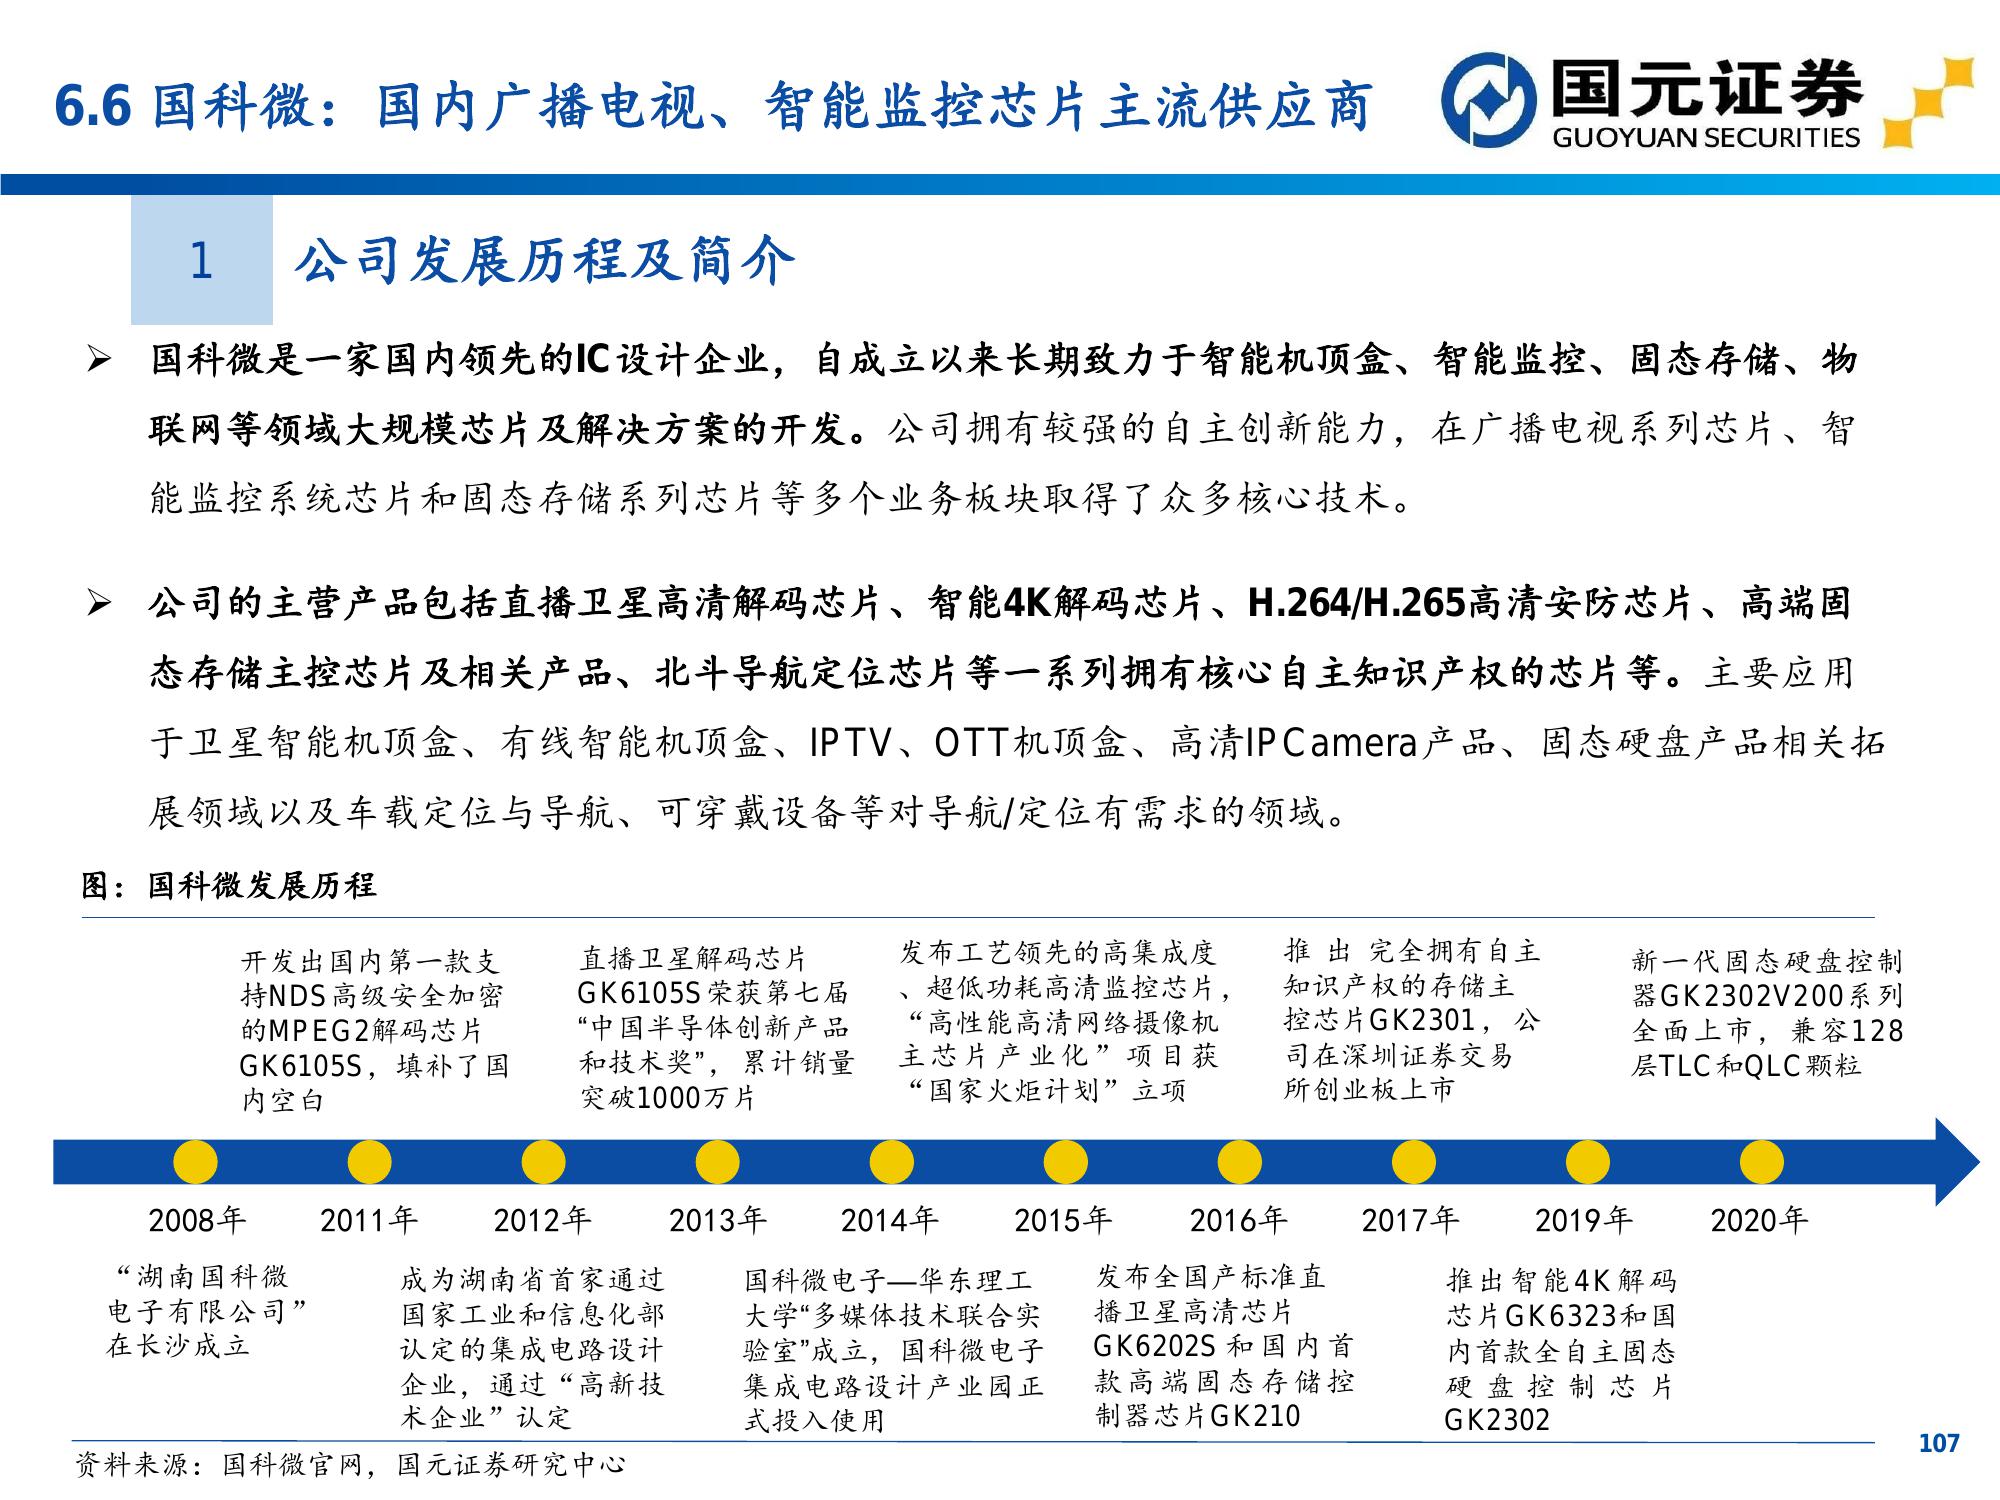 6.6 国科微：国内广播电视、智能监控芯片主流供应商
国元证券
GUOYUAN SECURITIES
1
公司发展历程及简介
➢ 国科微是一家国内领先的IC设计企业，自成立以来长期致力于智能机顶盒、智能监控、固态存储、物
联网等领域大规模芯片及解决方案的开发。公司拥有较强的自主创新能力，在广播电视系列芯片、智
能监控系统芯片和固态存储系列芯片等多个业务板块取得了众多核心技术。
➢ 公司的主营产品包括直播卫星高清解码芯片、智能4K解码芯片、H.264/H.265高清安防芯片、高端固
态存储主控芯片及相关产品、北斗导航定位芯片等一系列拥有核心自主知识产权的芯片等。主要应用
于卫星智能机顶盒、有线智能机顶盒、IPTV、OTT机顶盒、高清IPCamera产品、固态硬盘产品相关拓
展领域以及车载定位与导航、可穿戴设备等对导航/定位有需求的领域。
图：国科微发展历程
开发出国内第一款支
持NDS高级安全加密
的MPEG2解码芯片
GK6105S，填补了国
内空白
直播卫星解码芯片
GK6105S荣获第七届
“中国半导体创新产品
和技术奖”，累计销量
突破1000万片
发布工艺领先的高集成度
、超低功耗高清监控芯片，
“高性能高清网络摄像机
主芯片产业化”项目获
“国家火炬计划”立项
推出 完全拥有自主
知识产权的存储主
控芯片GK2301，公
司在深圳证券交易
所创业板上市
新一代固态硬盘控制
器GK2302V200系列
全面上市，兼容128
层TLC和QLC颗粒
2008年
2011年
2012年
2013年
2014年
2015年
2016年
2017年
2019年
2020年
“湖南国科微
电子有限公司”
在长沙成立
成为湖南省首家通过
国家工业和信息化部
认定的集成电路设计
企业，通过“高新技
术企业”认定
国科微电子—华东理工
大学“多媒体技术联合实
验室”成立，国科微电子
集成电路设计产业园正
式投入使用
发布全国产标准直
播卫星高清芯片
GK6202S 和国内首
款高端固态存储控
制器芯片GK210
推出智能4K解码
芯片GK6323和国
内首款全自主固态
硬盘控制芯片
GK2302
资料来源：国科微官网，国元证券研究中心
107